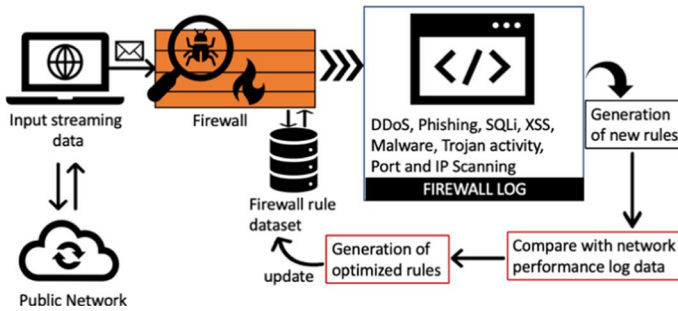 Input streaming
data
Public Network
Firewall
Firewall rule
dataset
update
</>
DDoS, Phishing, SQLi, XSS,
Malware, Trojan activity,
Port and IP Scanning
FIREWALL LOG
Generation
of new rules
Compare with network
performance log data
Generation of
optimized rules